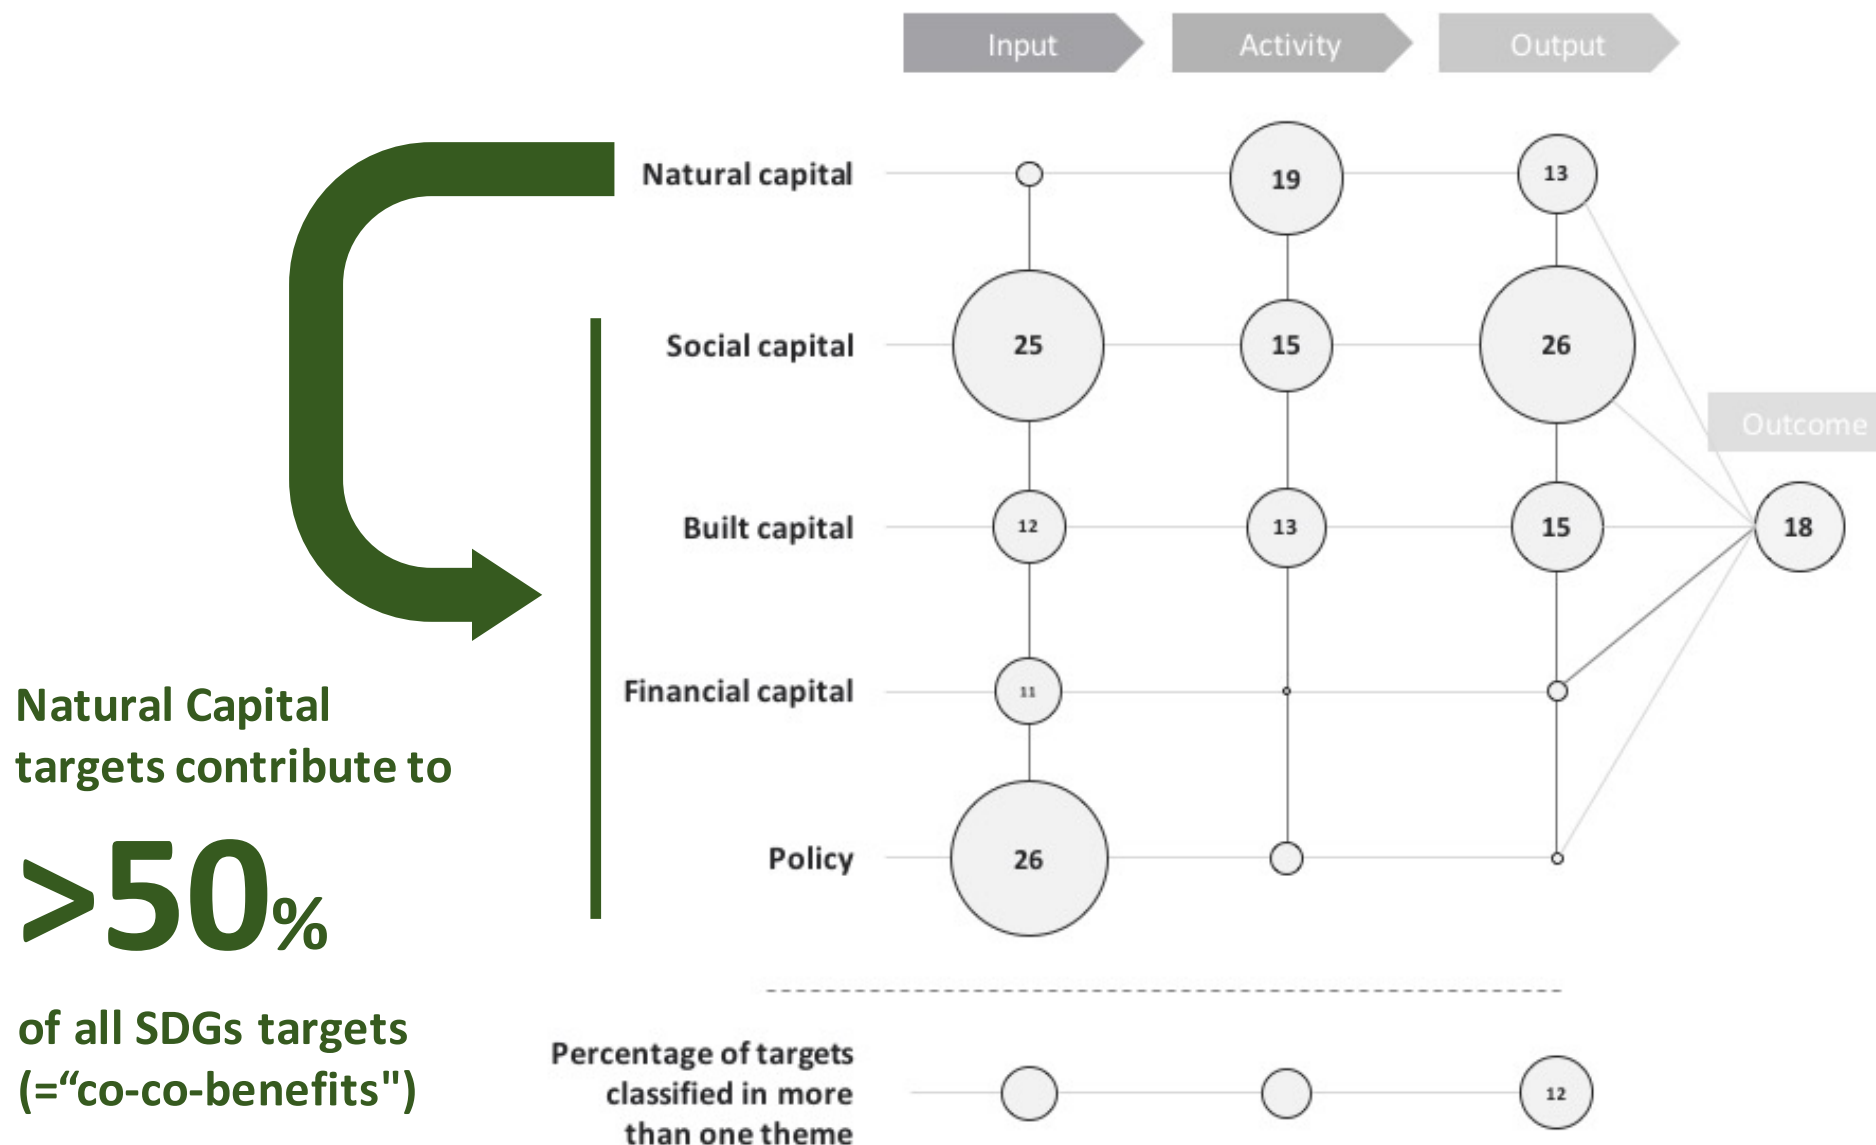 Input Activity Output
Natural capital 19 13
Social capital 25 15 26
Outcome
Built capital 12 13 15 18
Financial capital 11
Policy 26
Natural Capital
targets contribute to
>50%
of all SDGs targets
(=“co-co-benefits")
Percentage of targets
classified in more 12
than one theme